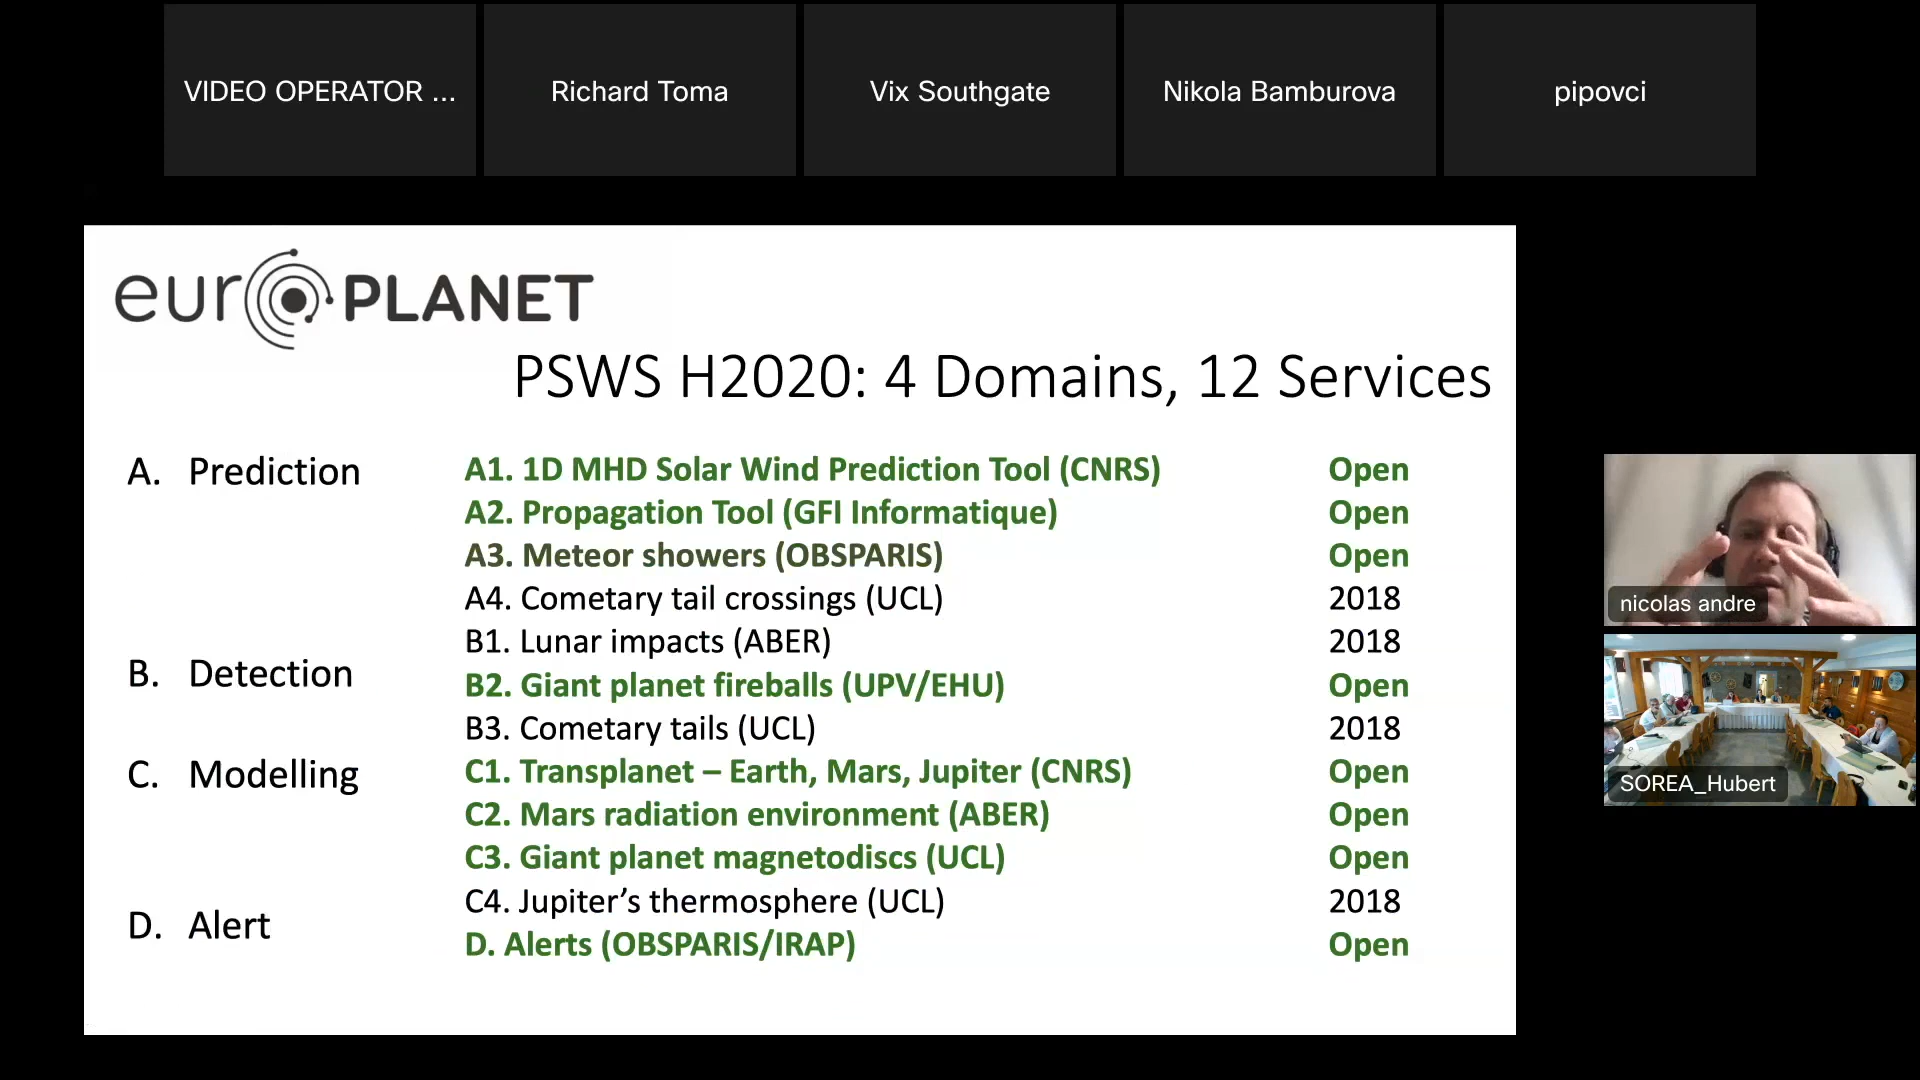 VIDEO OPERATOR ...
Richard Toma
Vix Southgate
Nikola Bamburova
pipovci
eurOPLANET
PSWS H2020: 4 Domains, 12 Services
A. Prediction
A1. 1D MHD Solar Wind Prediction Tool (CNRS) Open
A2. Propagation Tool (GFI Informatique) Open
A3. Meteor showers (OBSPARIS) Open
A4. Cometary tail crossings (UCL) 2018
B. Detection
B1. Lunar impacts (ABER) 2018
B2. Giant planet fireballs (UPV/EHU) Open
B3. Cometary tails (UCL) 2018
C. Modelling
C1. Transplanet – Earth, Mars, Jupiter (CNRS) Open
C2. Mars radiation environment (ABER) Open
C3. Giant planet magnetodiscs (UCL) Open
C4. Jupiter’s thermosphere (UCL) 2018
D. Alert
D. Alerts (OBSPARIS/IRAP) Open
nicolas andre
SOREA_Hubert